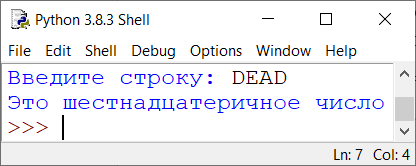 Python 3.8.3 Shell
File Edit Shell Debug Options Window Help
Введите строку: DEAD
Это шестнадцатеричное число
>>>
Ln: 7 Col: 4